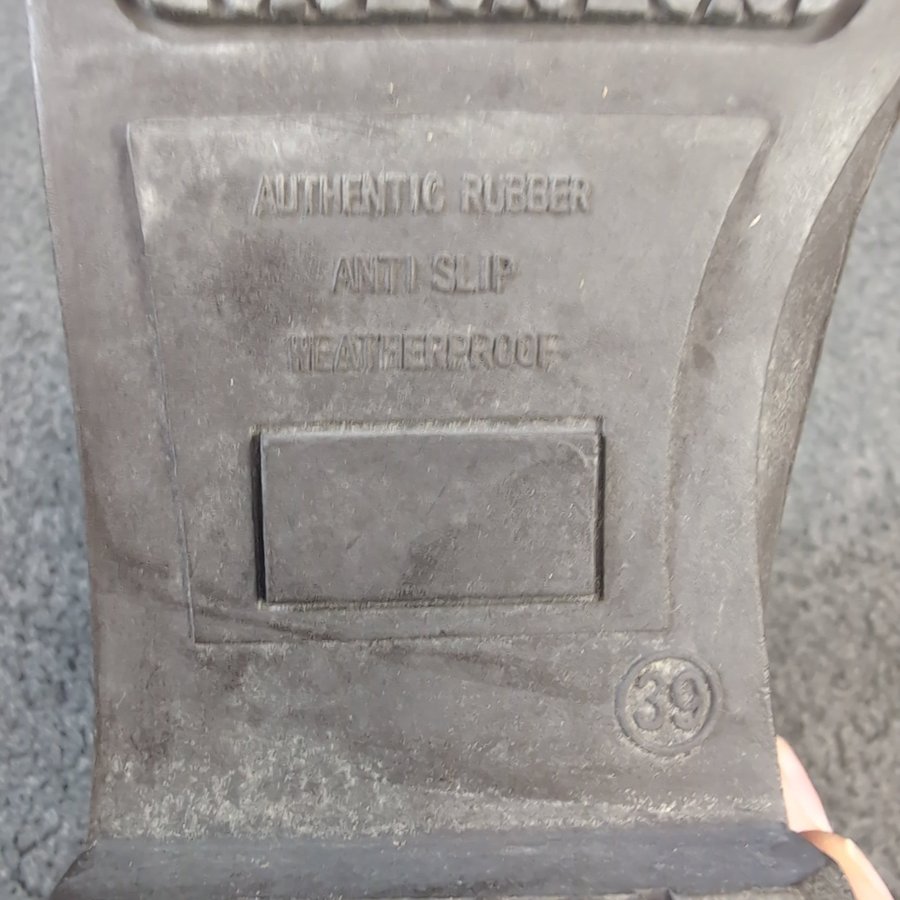 AUTHENTIC RUBBER
ANTI SLIP
WEATHERPROOF
39